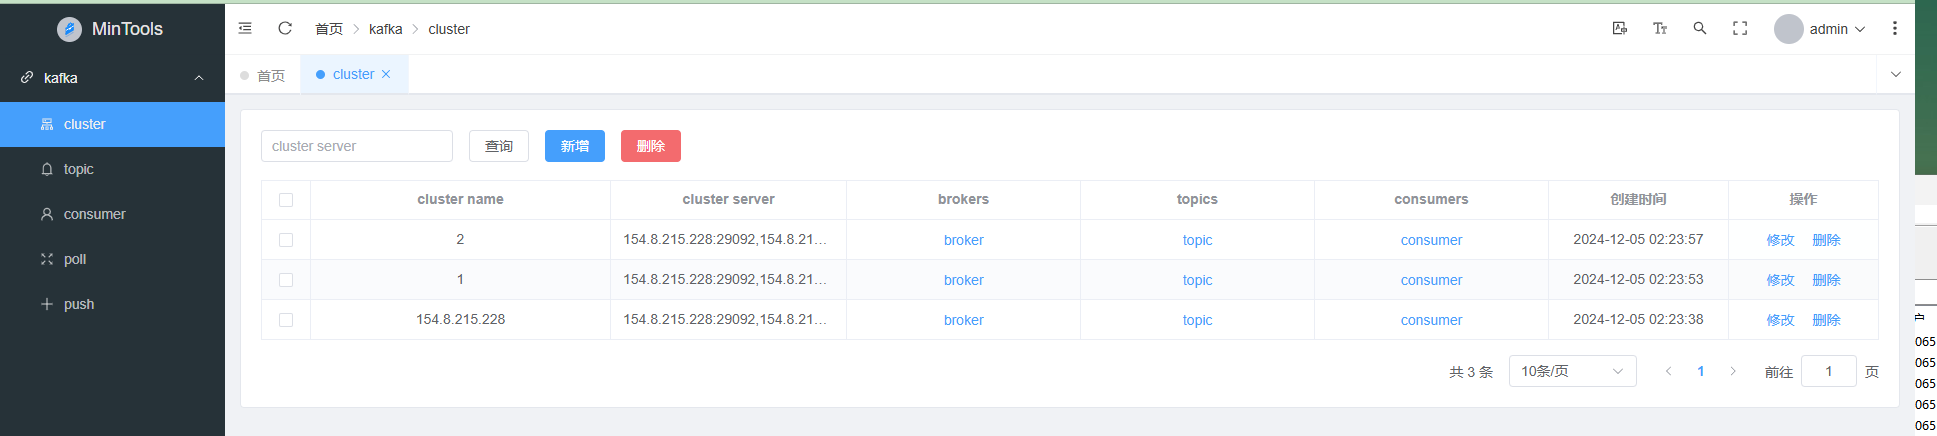 MinTools
首页 kafka cluster
admin
kafka
首页 cluster
cluster
topic
consumer
poll
push
cluster server 查询 新增 删除
cluster name cluster server brokers topics consumers 创建时间 操作
2 154.8.215.228:29092,154.8.21... broker topic consumer 2024-12-05 02:23:57 修改 删除
1 154.8.215.228:29092,154.8.21... broker topic consumer 2024-12-05 02:23:53 修改 删除
154.8.215.228 154.8.215.228:29092,154.8.21... broker topic consumer 2024-12-05 02:23:38 修改 删除
共 3 条 10条/页 1 前往 1 页
065
065
065
065
065